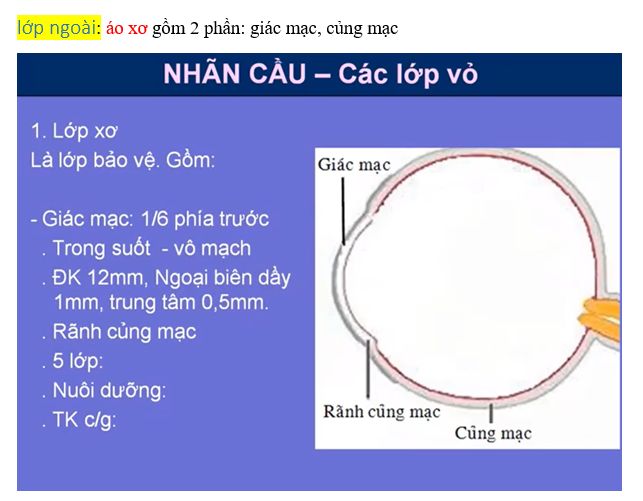 lớp ngoài: áo xơ gồm 2 phần: giác mạc, củng mạc
NHÃN CẦU – Các lớp vỏ
1. Lớp xơ
Là lớp bảo vệ. Gồm:
- Giác mạc: 1/6 phía trước
. Trong suốt - vô mạch
. ĐK 12mm, Ngoại biên dầy
1mm, trung tâm 0,5mm.
. Rãnh củng mạc
. 5 lớp:
. Nuôi dưỡng:
. TK c/g:
Giác mạc
Rãnh củng mạc
Củng mạc